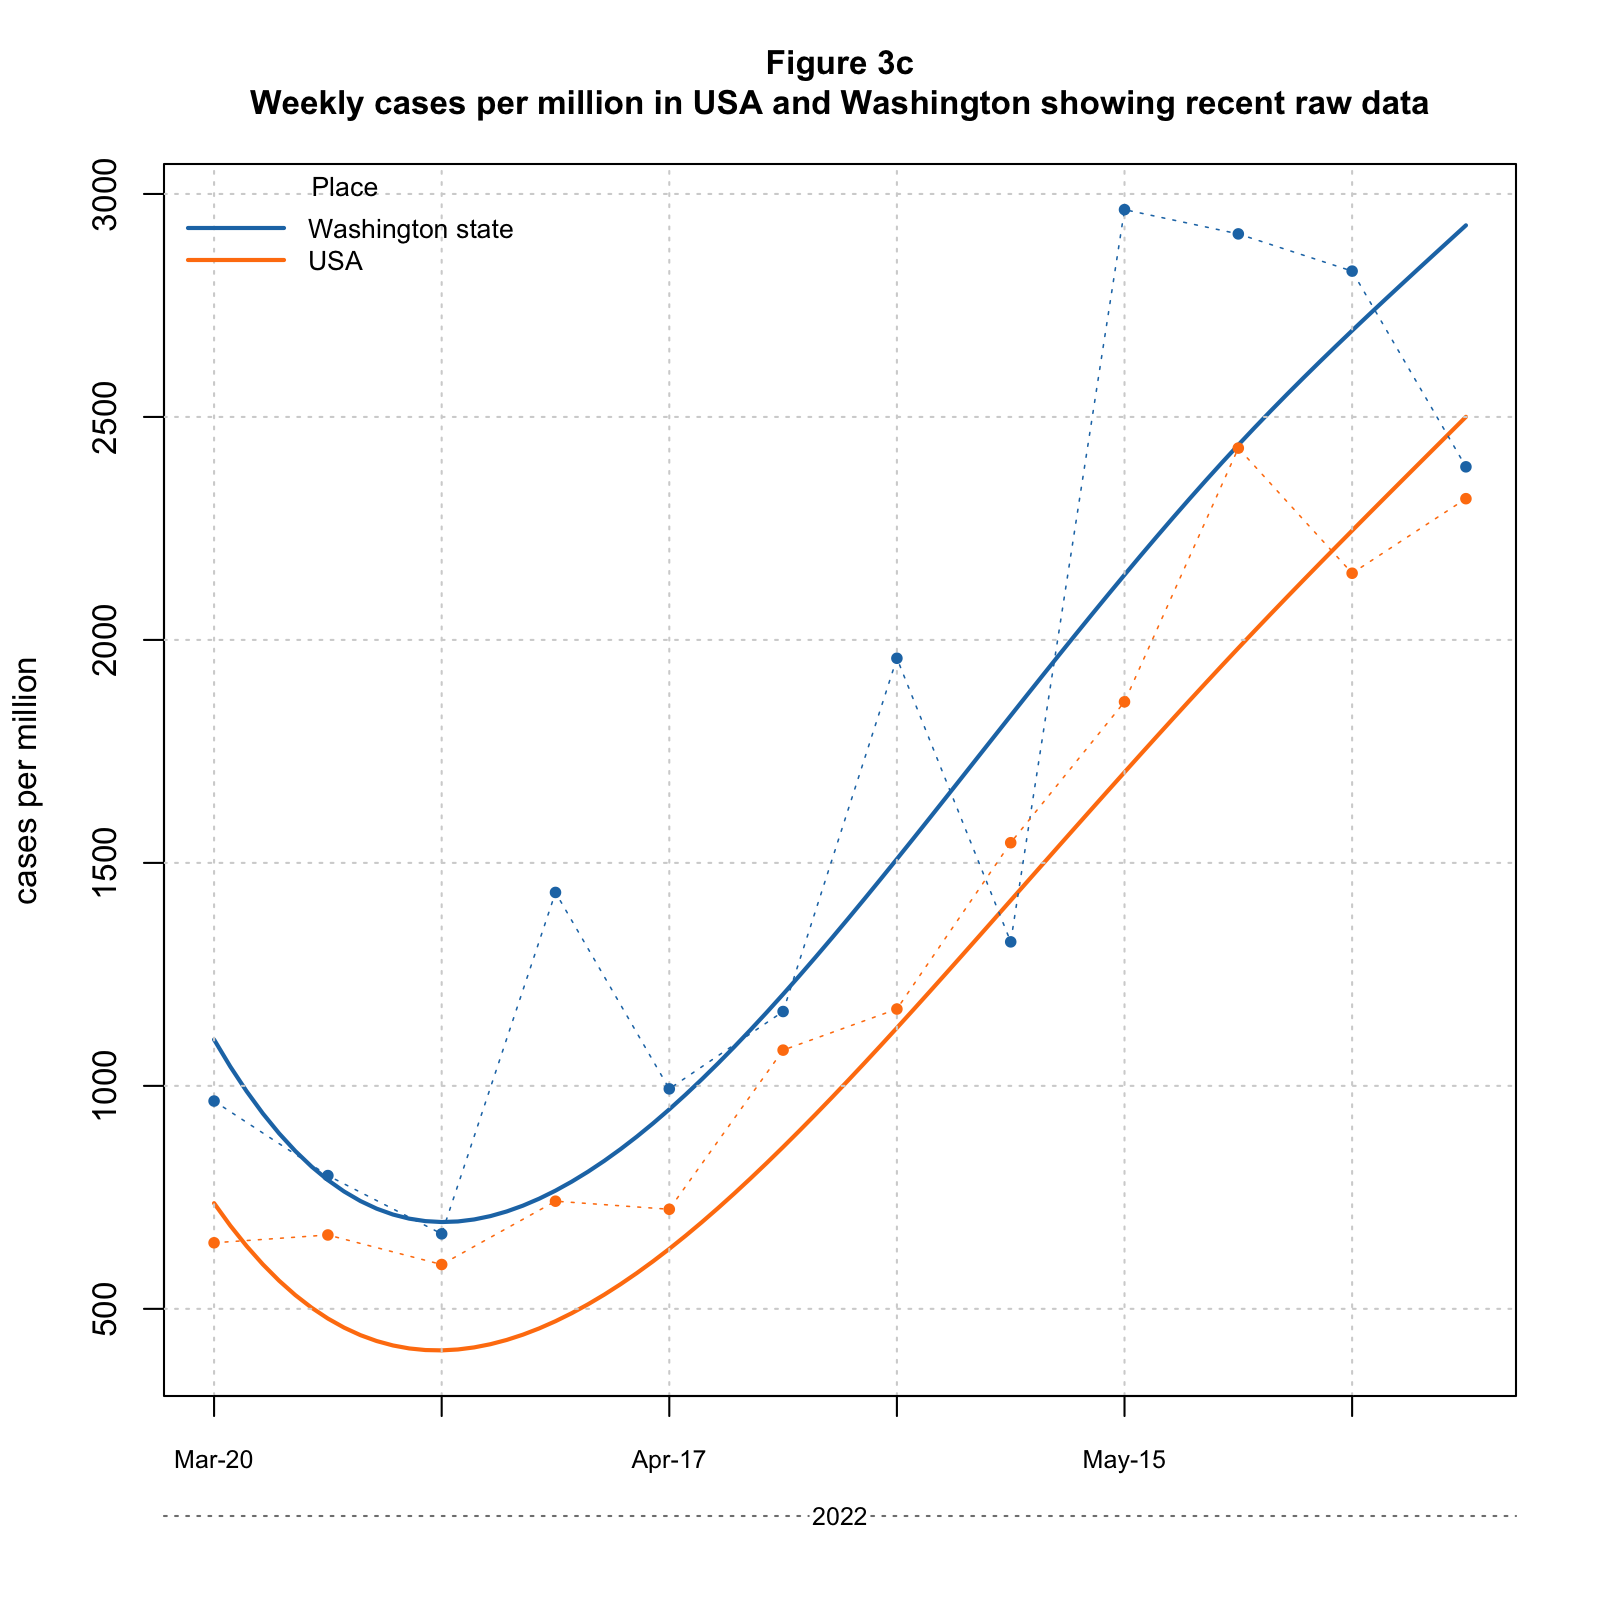 Figure 3c
Weekly cases per million in USA and Washington showing recent raw data
Place
Washington state
USA
cases per million
3000
2500
2000
1500
1000
500
Mar-20 Apr-17 May-15
2022